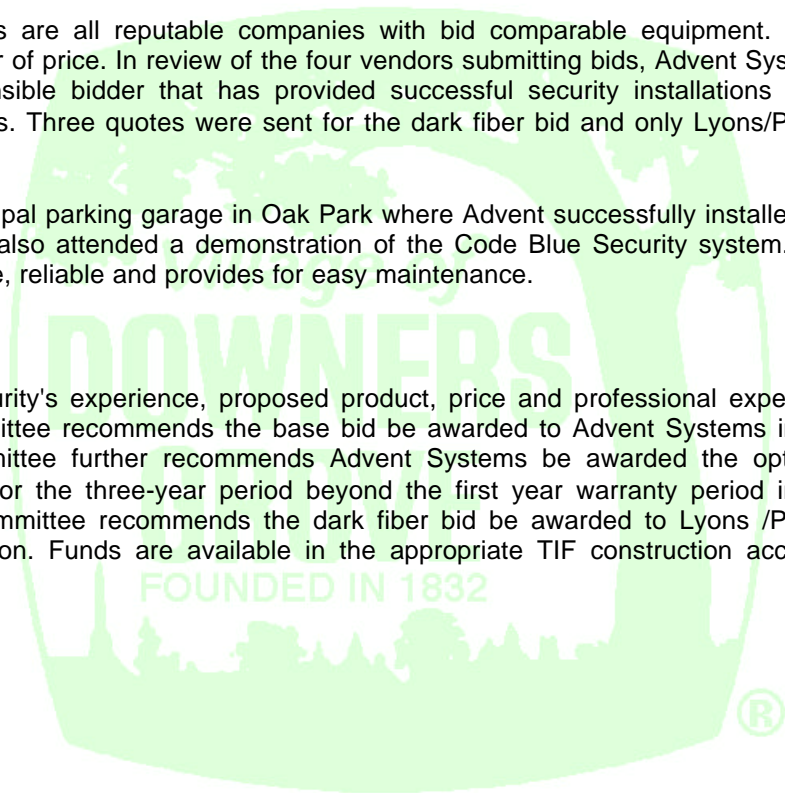 s are all reputable companies with bid comparable equipment.
r of price. In review of the four vendors submitting bids, Advent Sys
nsible bidder that has provided successful security installations
s. Three quotes were sent for the dark fiber bid and only Lyons/P
ipal parking garage in Oak Park where Advent successfully installe
also attended a demonstration of the Code Blue Security system.
e, reliable and provides for easy maintenance.
Village of
DOWNERS
GROVE
FOUNDED IN 1832
®
urity's experience, proposed product, price and professional expe
ittee recommends the base bid be awarded to Advent Systems i
mittee further recommends Advent Systems be awarded the opt
or the three-year period beyond the first year warranty period i
mmittee recommends the dark fiber bid be awarded to Lyons /P
on. Funds are available in the appropriate TIF construction acc